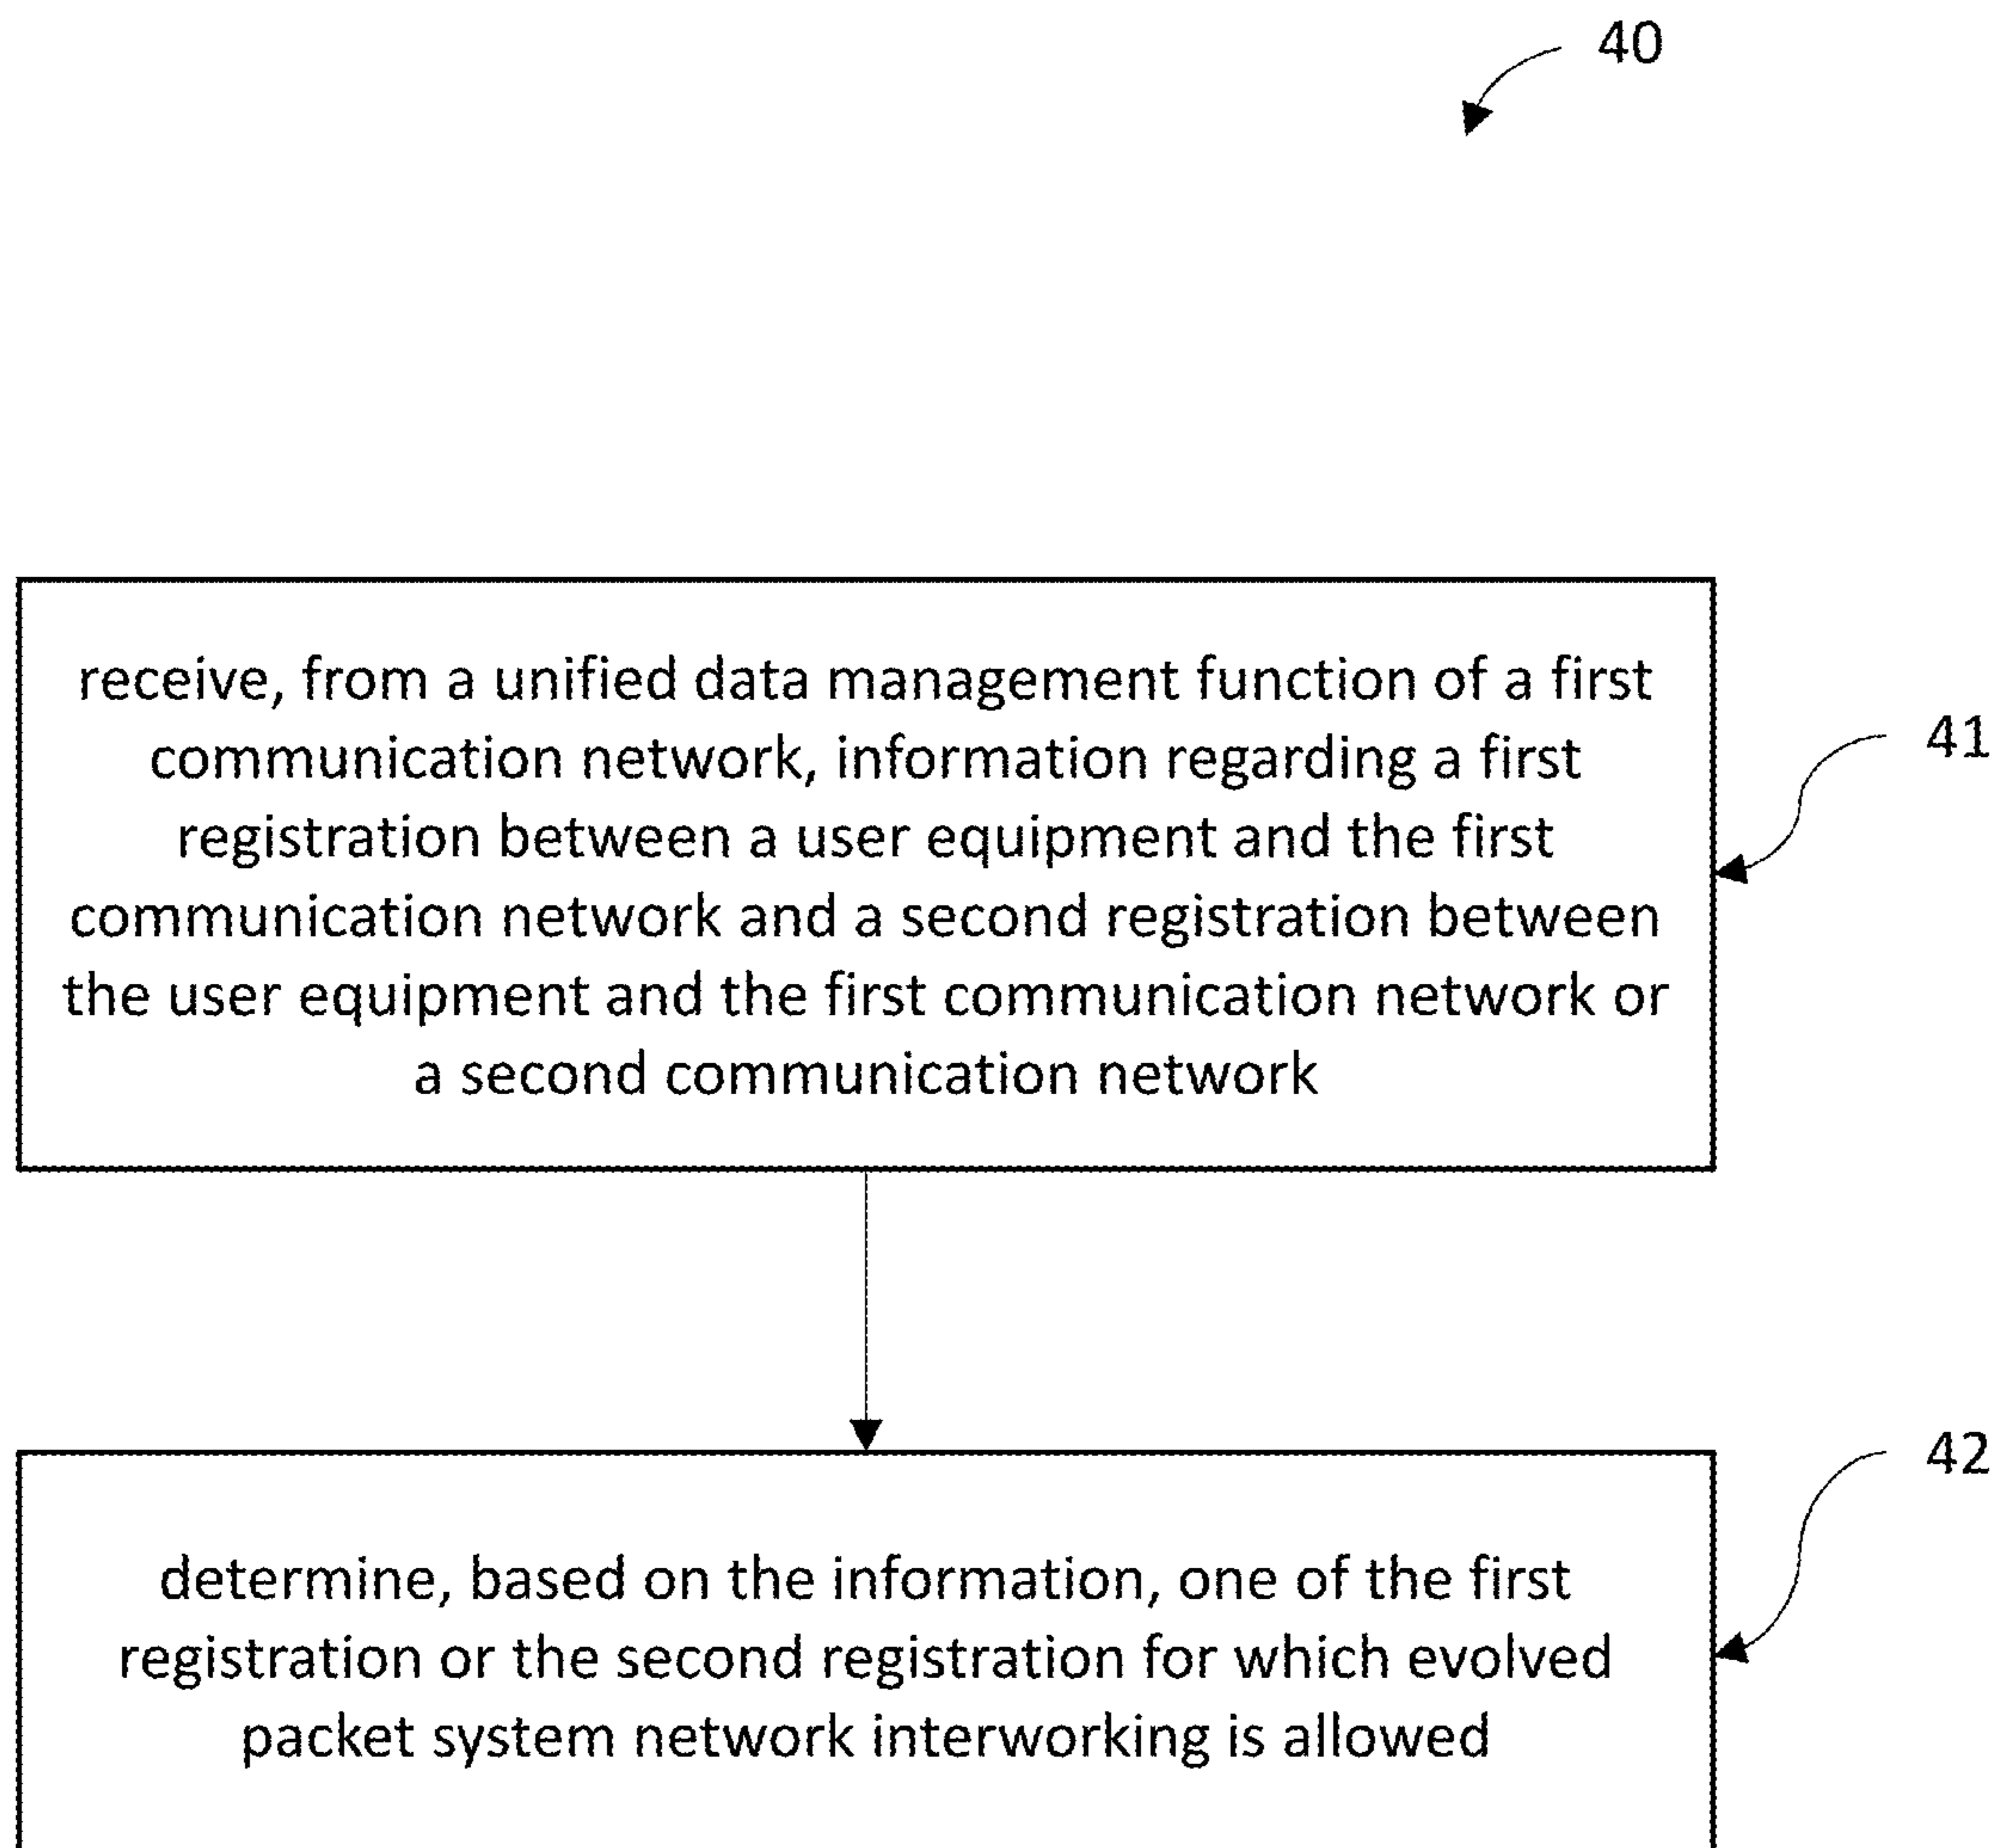 40
receive, from a unified data management function of a first
communication network, information regarding a first
registration between a user equipment and the first
communication network and a second registration between
the user equipment and the first communication network or
a second communication network
41
determine, based on the information, one of the first
registration or the second registration for which evolved
packet system network interworking is allowed
42